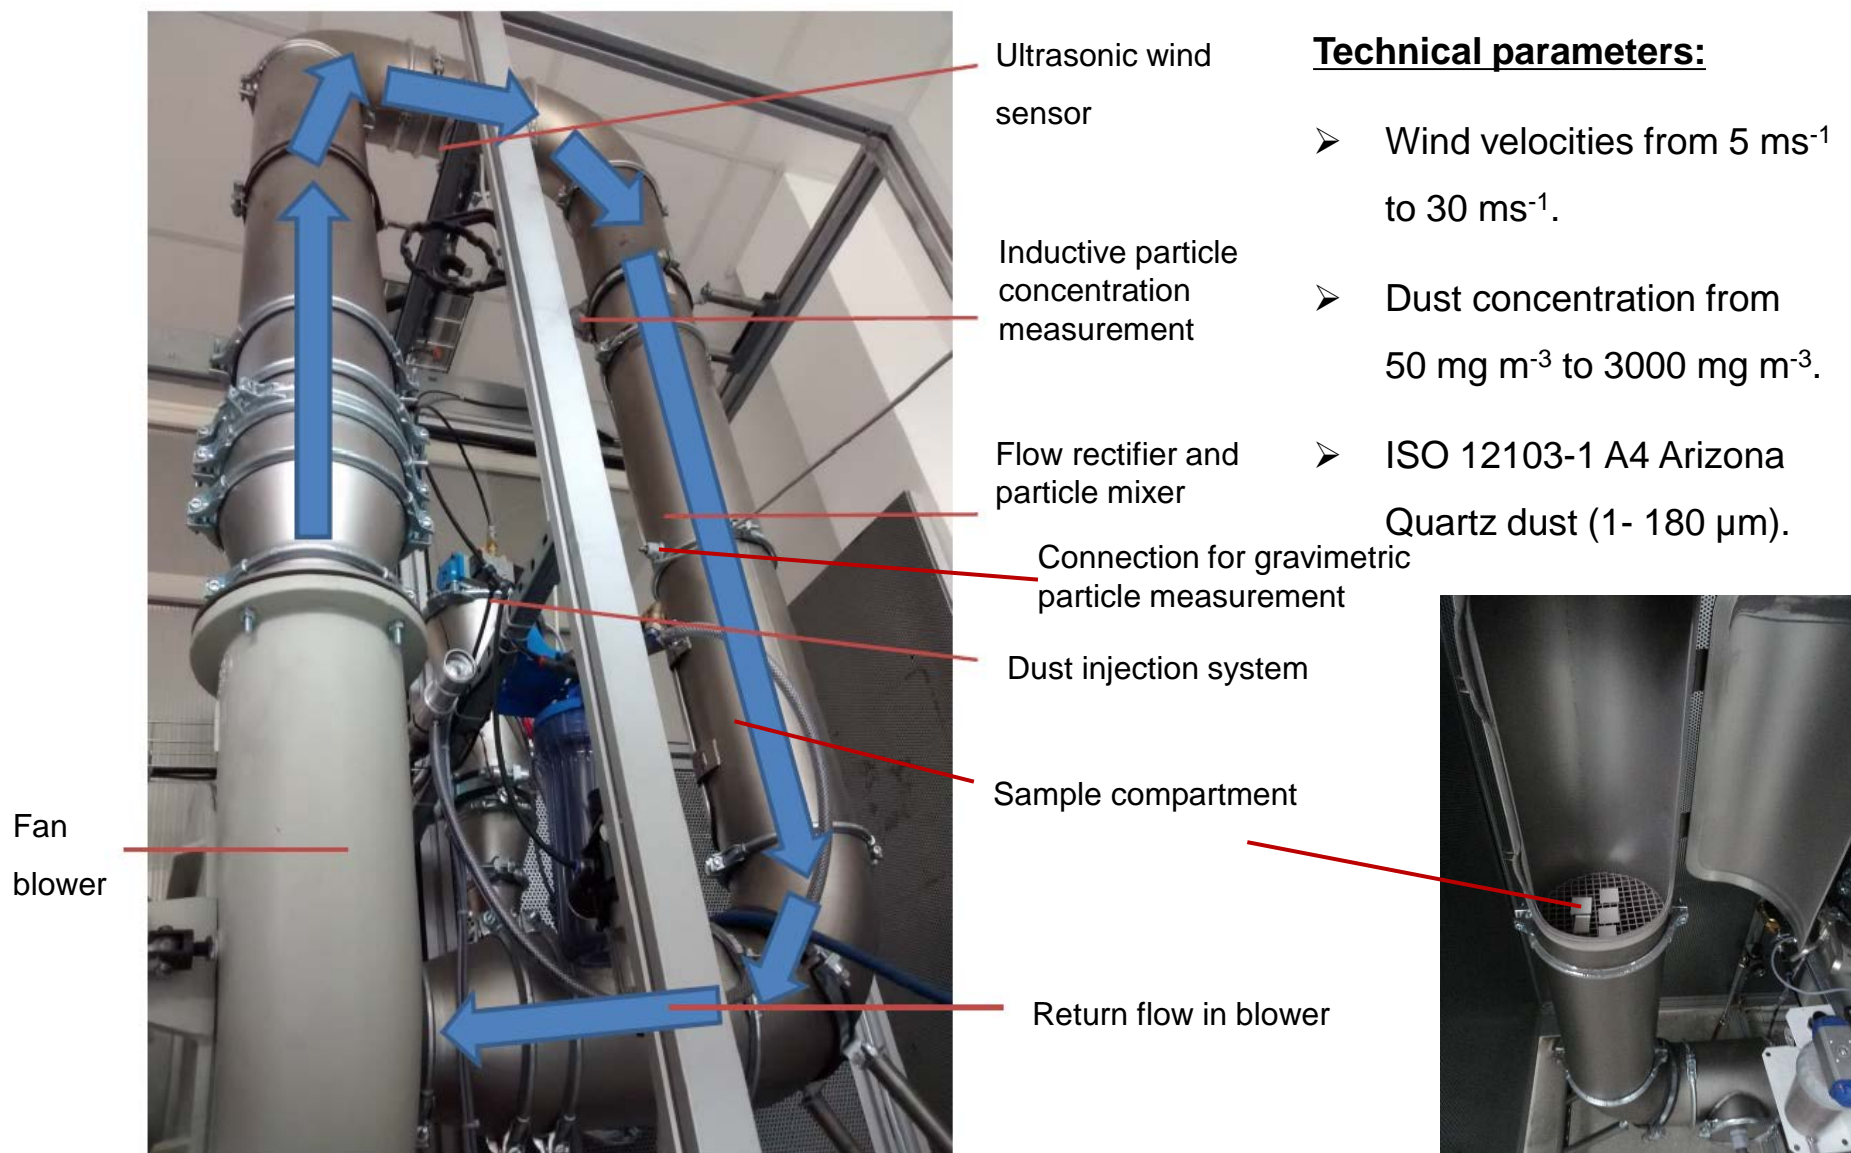 Ultrasonic wind
sensor
Inductive particle
concentration
measurement
Flow rectifier and
particle mixer
Connection for gravimetric
particle measurement
Dust injection system
Sample compartment
Return flow in blower
Fan
blower
Technical parameters:
➢ Wind velocities from 5 ms⁻¹
to 30 ms⁻¹.
➢ Dust concentration from
50 mg m⁻³ to 3000 mg m⁻³.
➢ ISO 12103-1 A4 Arizona
Quartz dust (1- 180 µm).